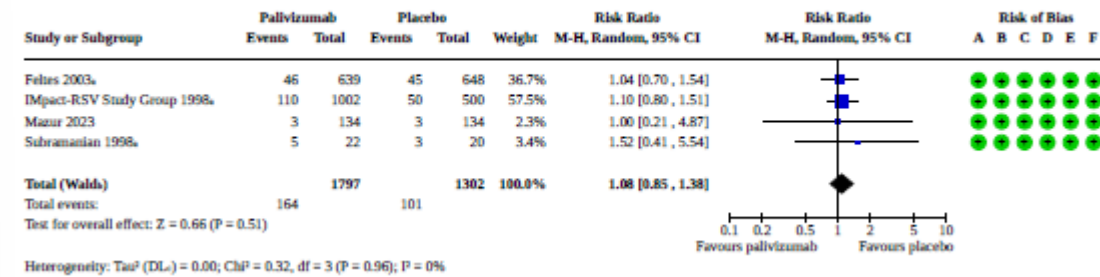 Palivizumab Placebo Risk Ratio Risk Ratio Risk of Bias
Study or Subgroup Events Total Events Total Weight M-H, Random, 95% CI M-H, Random, 95% CI A B C D E F
Feltes 2003a 46 639 45 648 36.7% 1.04 [0.70 , 1.54] + + + + + +
IMpact-RSV Study Group 1998a 110 1002 50 500 57.5% 1.10 [0.80 , 1.51] + + + + + +
Mazur 2023 3 134 3 134 2.3% 1.00 [0.21 , 4.87] + + + + + +
Subramanian 1998a 5 22 3 20 3.4% 1.52 [0.41 , 5.54] + + + + + +
Total (Waldb) 1797 1302 100.0% 1.08 [0.85 , 1.38]
Total events: 164 101
Test for overall effect: Z = 0.66 (P = 0.51)
0.1 0.2 0.5 1 2 5 10
Favours palivizumab Favours placebo
Heterogeneity: Tau² (DLc) = 0.00; Chi² = 0.32, df = 3 (P = 0.96); I² = 0%